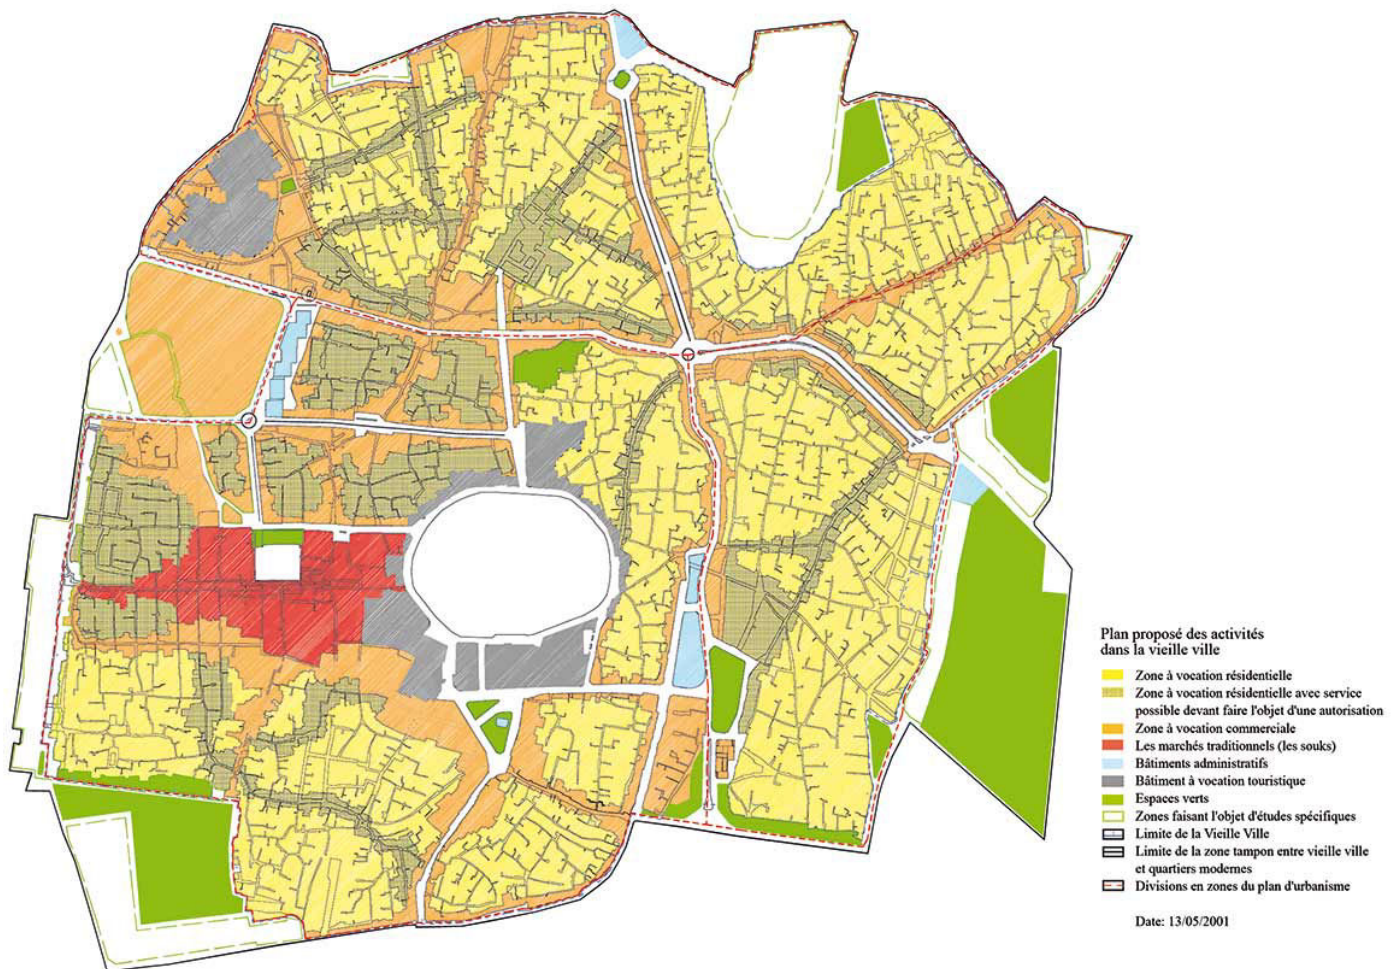 Plan proposé des activités
dans la vieille ville
Zone à vocation résidentielle
Zone à vocation résidentielle avec service
possible devant faire l'objet d'une autorisation
Zone à vocation commerciale
Les marchés traditionnels (les souks)
Bâtiments administratifs
Bâtiment à vocation touristique
Espaces verts
Zones faisant l'objet d'études spécifiques
Limite de la Vieille Ville
Limite de la zone tampon entre vieille ville
et quartiers modernes
Divisions en zones du plan d'urbanisme
Date: 13/05/2001